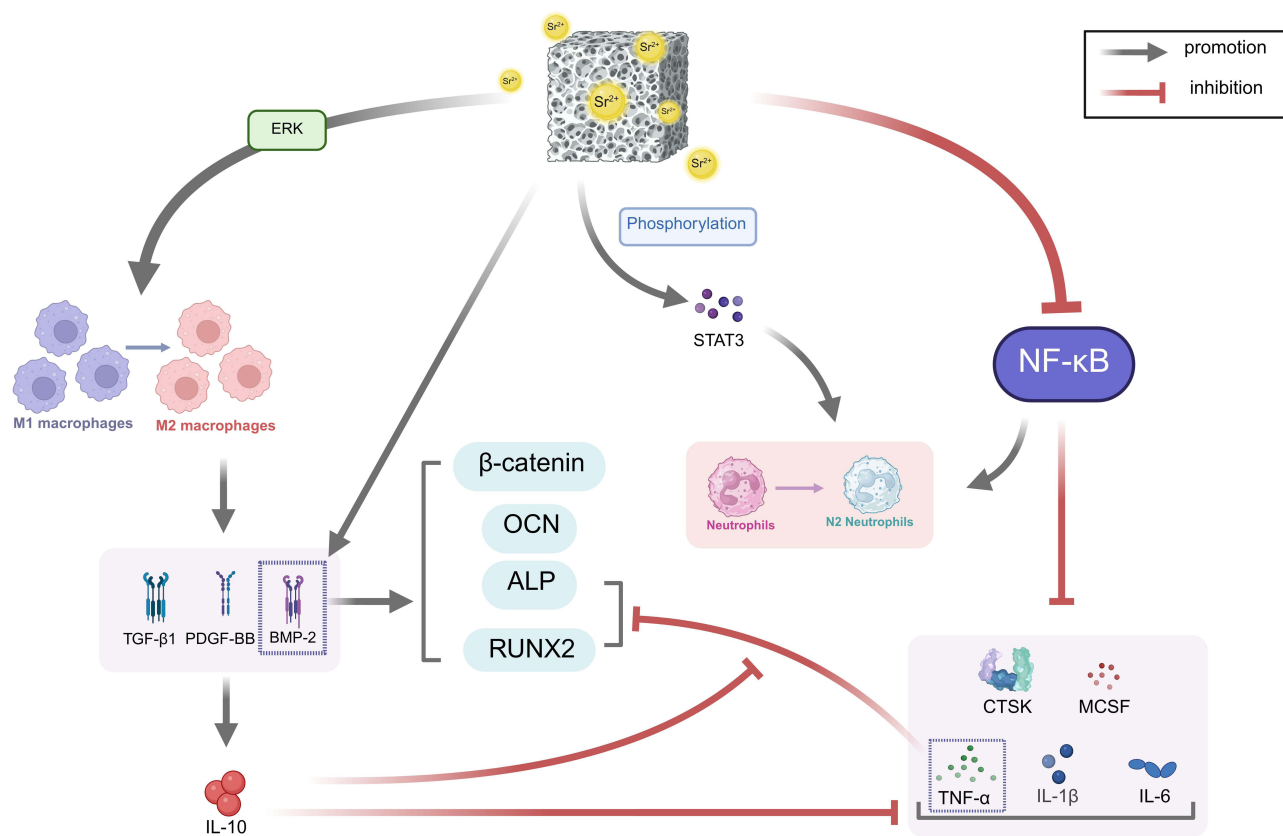 Sr²⁺
Sr²⁺
Sr²⁺
Sr²⁺
Sr²⁺
Sr²⁺
promotion
inhibition
ERK
Phosphorylation
STAT3
NF-κB
M1 macrophages
M2 macrophages
β-catenin
OCN
ALP
RUNX2
Neutrophils
N2 Neutrophils
TGF-β1
PDGF-BB
BMP-2
CTSK
MCSF
TNF-α
IL-1β
IL-6
IL-10